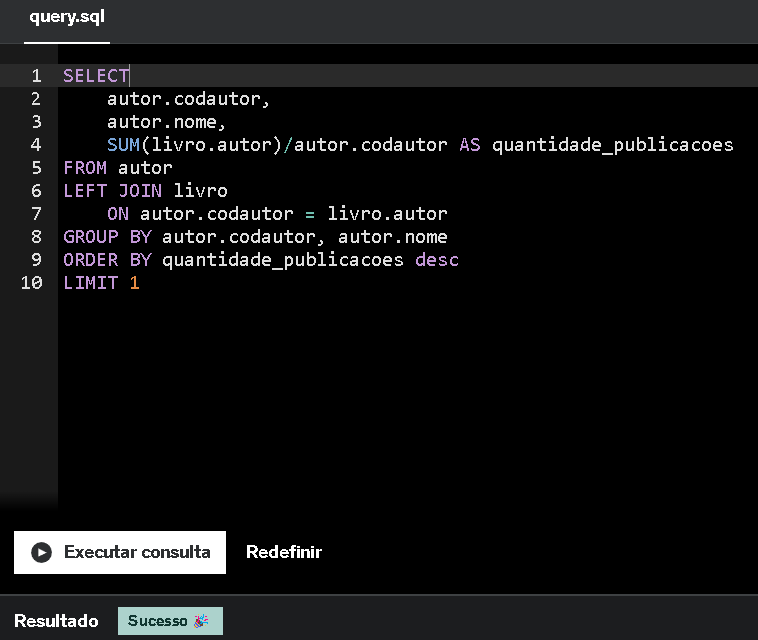 query.sql
1 SELECT
2 autor.codautor,
3 autor.nome,
4 SUM(livro.autor)/autor.codautor AS quantidade_publicacoes
5 FROM autor
6 LEFT JOIN livro
7 ON autor.codautor = livro.autor
8 GROUP BY autor.codautor, autor.nome
9 ORDER BY quantidade_publicacoes desc
10 LIMIT 1
Executar consulta Redefinir
Resultado Sucesso 🎉